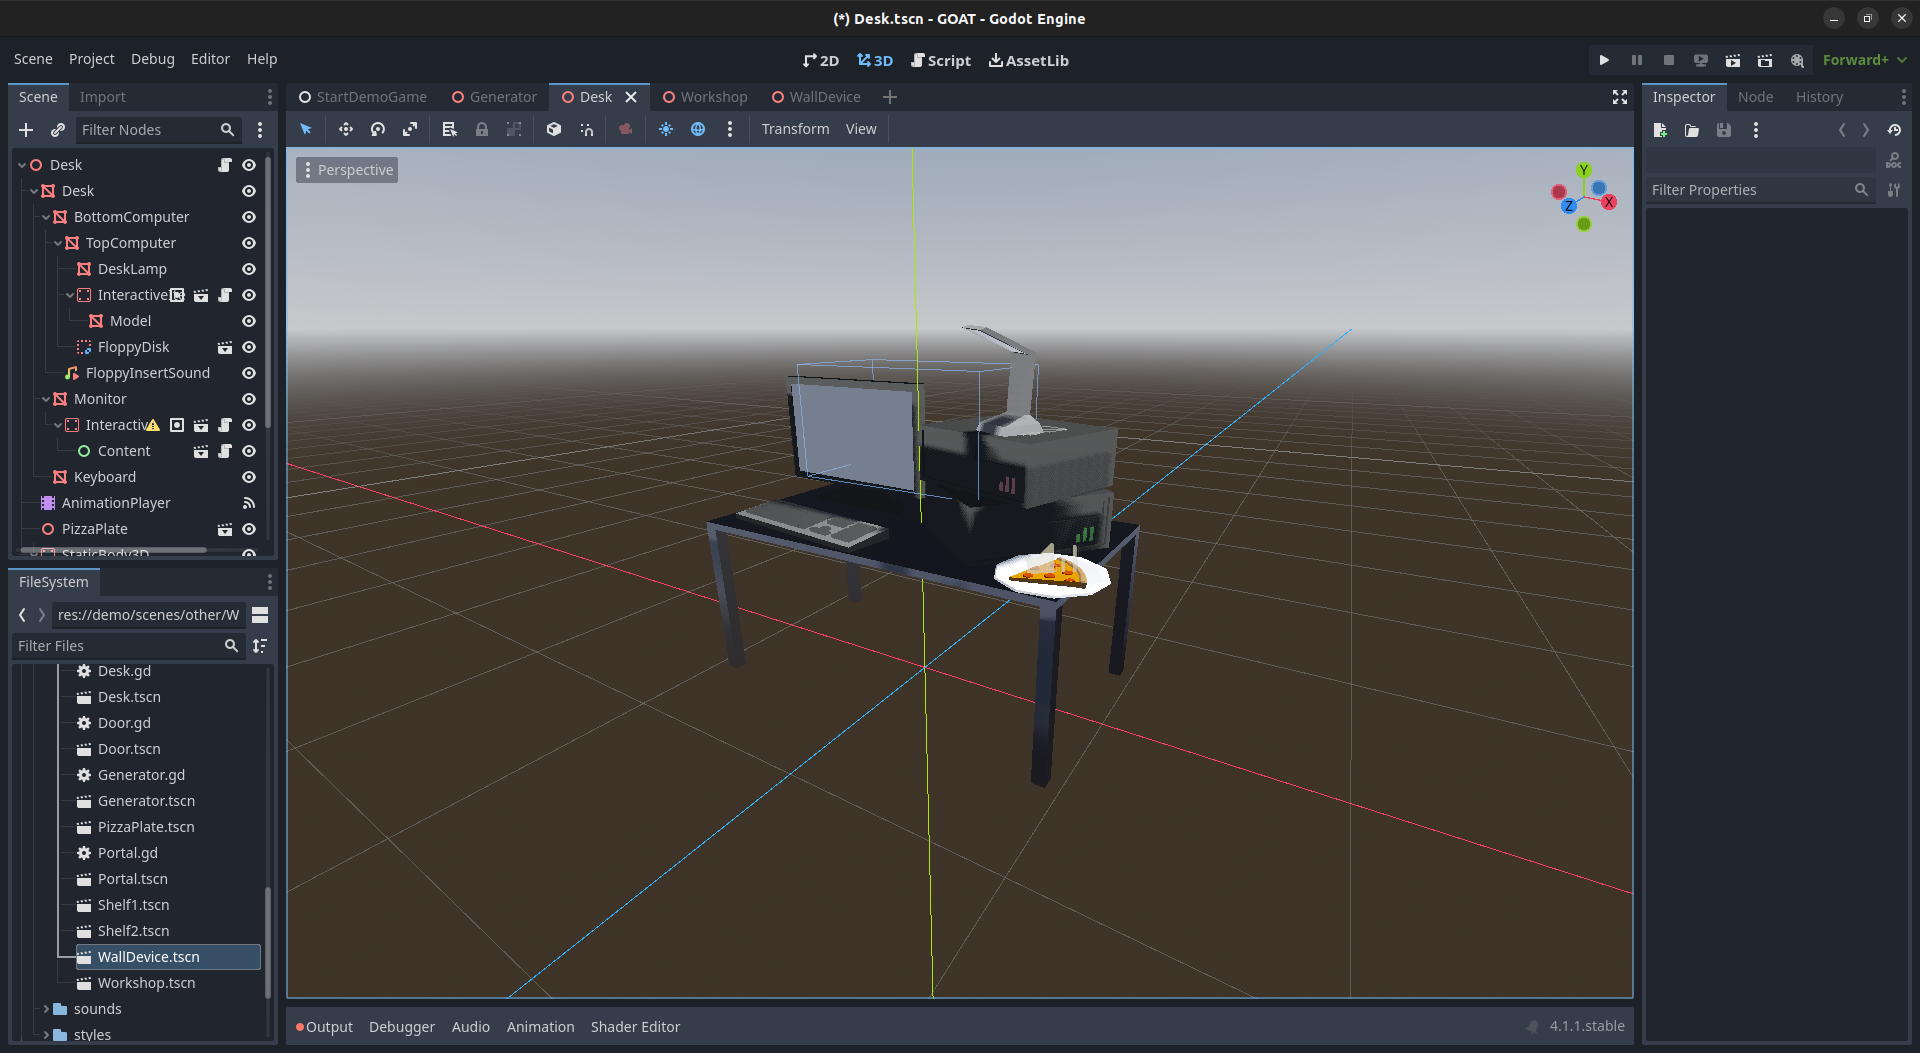 (*) Desk.tscn - GOAT - Godot Engine
Scene Project Debug Editor Help
2D 3D Script AssetLib
Forward+
Scene Import
StartDemoGame Generator Desk Workshop WallDevice
Inspector Node History
Filter Nodes
Transform View
Perspective
Y
X
Z
DOC
Filter Properties
Desk
Desk
BottomComputer
TopComputer
DeskLamp
Interactive
Model
FloppyDisk
FloppyInsertSound
Monitor
Interactiv
Content
Keyboard
AnimationPlayer
PizzaPlate
StaticBody3D
FileSystem
res://demo/scenes/other/W
Filter Files
Desk.gd
Desk.tscn
Door.gd
Door.tscn
Generator.gd
Generator.tscn
PizzaPlate.tscn
Portal.gd
Portal.tscn
Shelf1.tscn
Shelf2.tscn
WallDevice.tscn
Workshop.tscn
sounds
styles
Output Debugger Audio Animation Shader Editor
4.1.1.stable